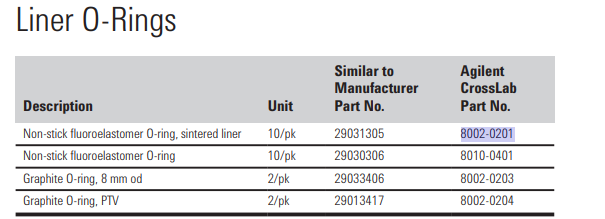 Liner O-Rings
Similar to Agilent
Manufacturer CrossLab
Description Unit Part No. Part No.
Non-stick fluoroelastomer O-ring, sintered liner 10/pk 29031305 8002-0201
Non-stick fluoroelastomer O-ring 10/pk 29030306 8010-0401
Graphite O-ring, 8 mm od 2/pk 29033406 8002-0203
Graphite O-ring, PTV 2/pk 29013417 8002-0204